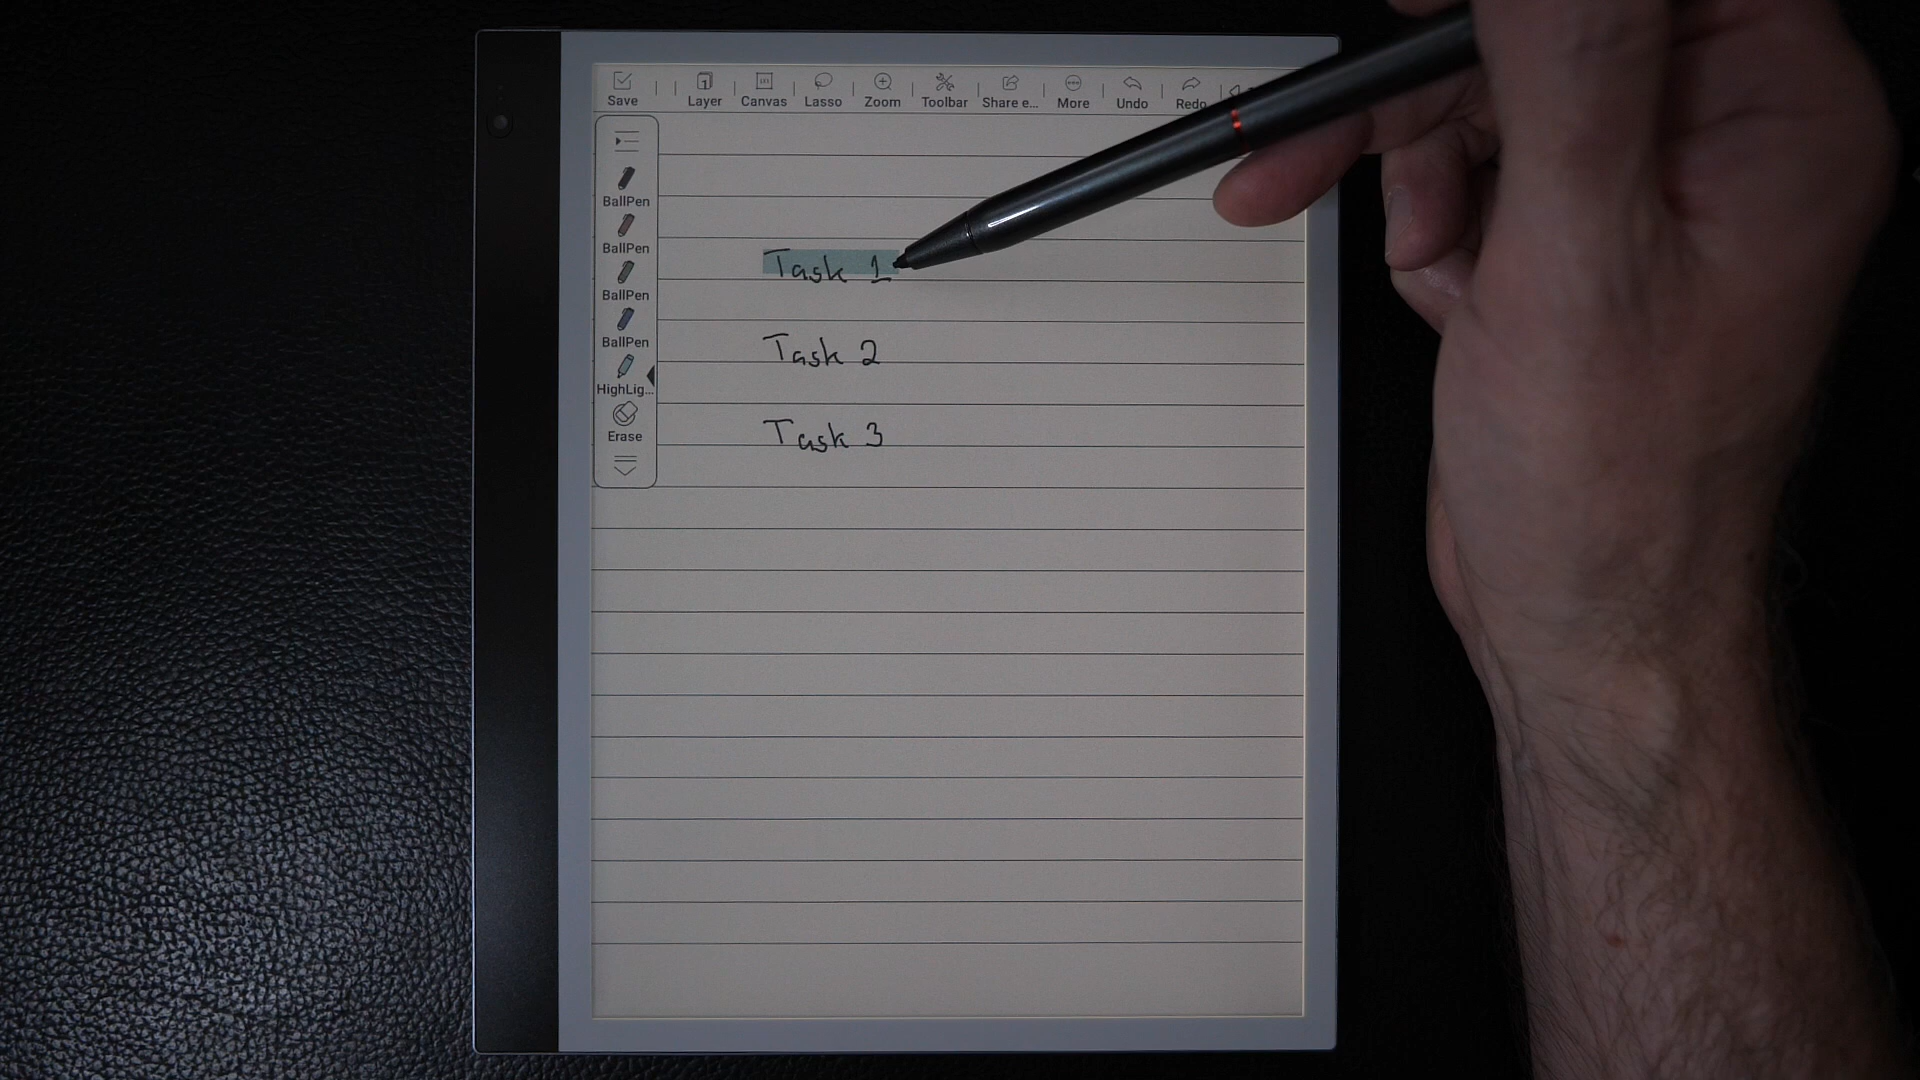 Save Layer Canvas Lasso Zoom Toolbar Share e... More Undo Redo
BallPen
BallPen
BallPen
BallPen
HighLig...
Erase
Task 1
Task 2
Task 3